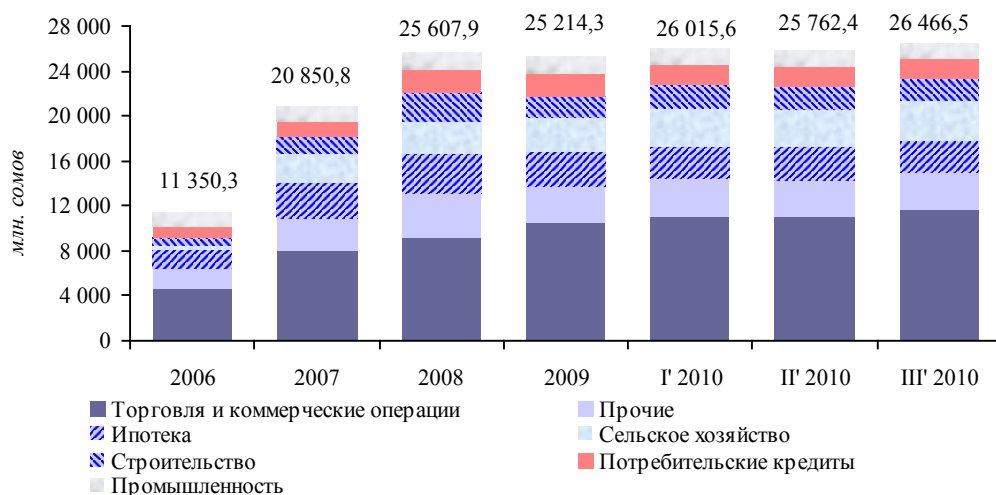 28 000
24 000
20 000
16 000
12 000
8 000
4 000
0
млн. сомов
11 350,3
20 850,8
25 607,9
25 214,3
26 015,6
25 762,4
26 466,5
2006
2007
2008
2009
I' 2010
II' 2010
III' 2010
Торговля и коммерческие операции
Прочие
Ипотека
Сельское хозяйство
Строительство
Потребительские кредиты
Промышленность